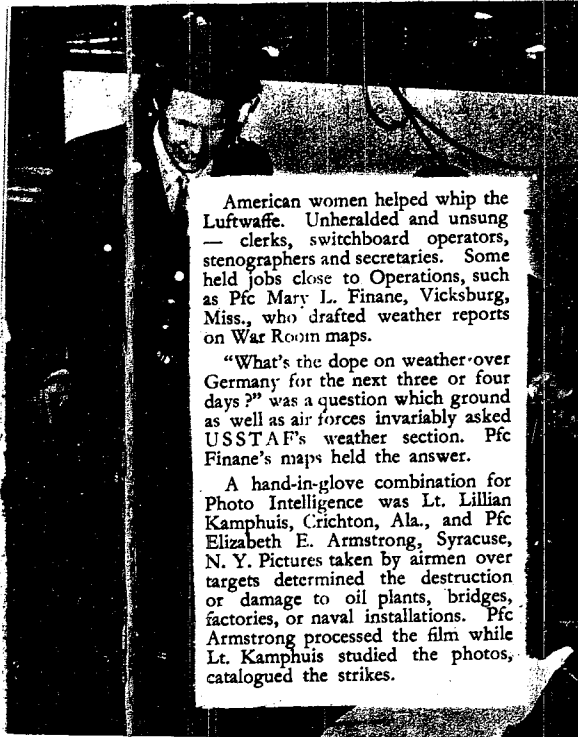 American women helped whip the
Luftwaffe. Unheralded and unsung
— clerks, switchboard operators,
stenographers and secretaries. Some
held jobs close to Operations, such
as Pfc Mary L. Finane, Vicksburg,
Miss., who drafted weather reports
on War Room maps.
"What's the dope on weather over
Germany for the next three or four
days?" was a question which ground
as well as air forces invariably asked
USSTAF's weather section. Pfc
Finane's maps held the answer.
A hand-in-glove combination for
Photo Intelligence was Lt. Lillian
Kamphuis, Crichton, Ala., and Pfc
Elizabeth E. Armstrong, Syracuse,
N. Y. Pictures taken by airmen over
targets determined the destruction
or damage to oil plants, bridges,
factories, or naval installations. Pfc
Armstrong processed the film while
Lt. Kamphuis studied the photos,
catalogued the strikes.